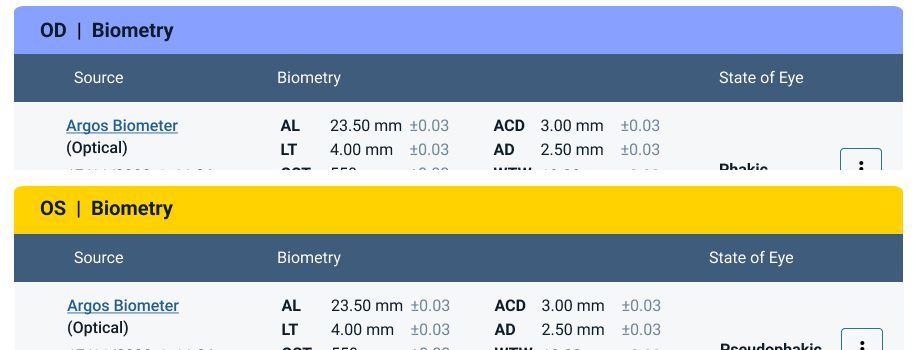 OD | Biometry
Source Biometry State of Eye
Argos Biometer AL 23.50 mm ±0.03 ACD 3.00 mm ±0.03
(Optical) LT 4.00 mm ±0.03 AD 2.50 mm ±0.03
Phakic
OS | Biometry
Source Biometry State of Eye
Argos Biometer AL 23.50 mm ±0.03 ACD 3.00 mm ±0.03
(Optical) LT 4.00 mm ±0.03 AD 2.50 mm ±0.03
Pseudophakic